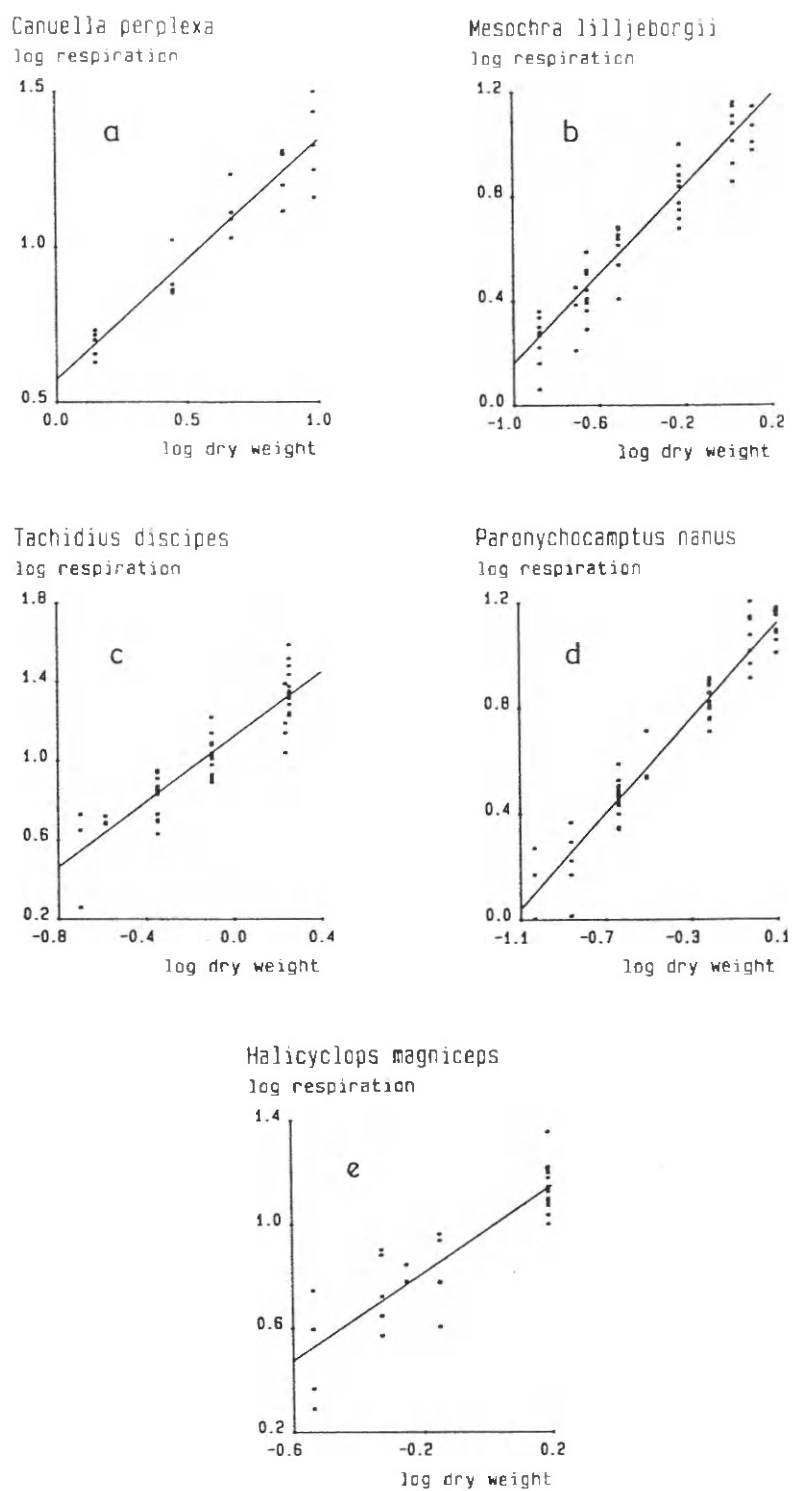 Canuella perplexa
log respiration
1.5
a
1.0
0.5
0.0 0.5 1.0
log dry weight
Mesochra lilljeborgii
log respiration
1.2
b
0.8
0.4
0.0
-1.0 -0.6 -0.2 0.2
log dry weight
Tachidius discipes
log respiration
1.8
c
1.4
1.0
0.6
0.2
-0.8 -0.4 0.0 0.4
log dry weight
Paronychocamptus nanus
log respiration
1.2
d
0.8
0.4
0.0
-1.1 -0.7 -0.3 0.1
log dry weight
Halicyclops magniceps
log respiration
1.4
e
1.0
0.6
0.2
-0.6 -0.2 0.2
log dry weight